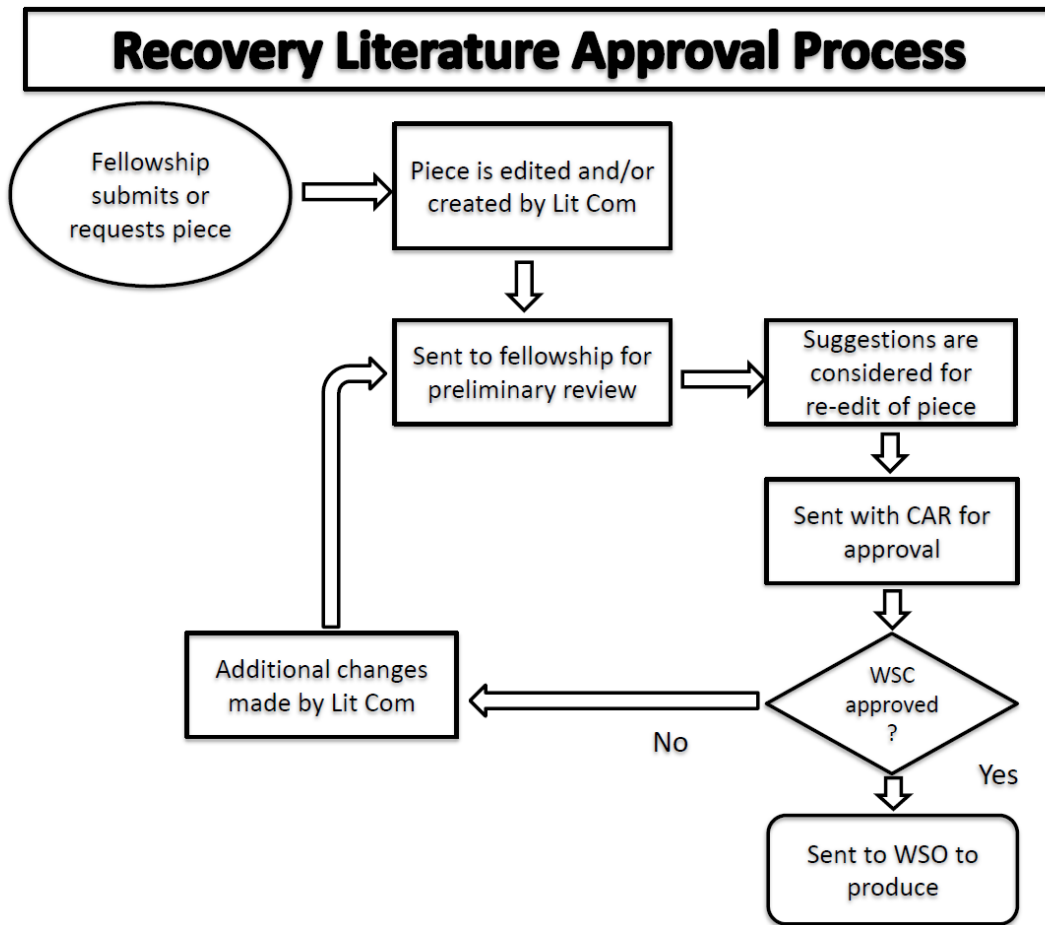 Recovery Literature Approval Process
Fellowship
submits or
requests piece
Piece is edited and/or
created by Lit Com
Sent to fellowship for
preliminary review
Suggestions are
considered for
re-edit of piece
Sent with CAR for
approval
WSC
approved
?
No
Additional changes
made by Lit Com
Yes
Sent to WSO to
produce